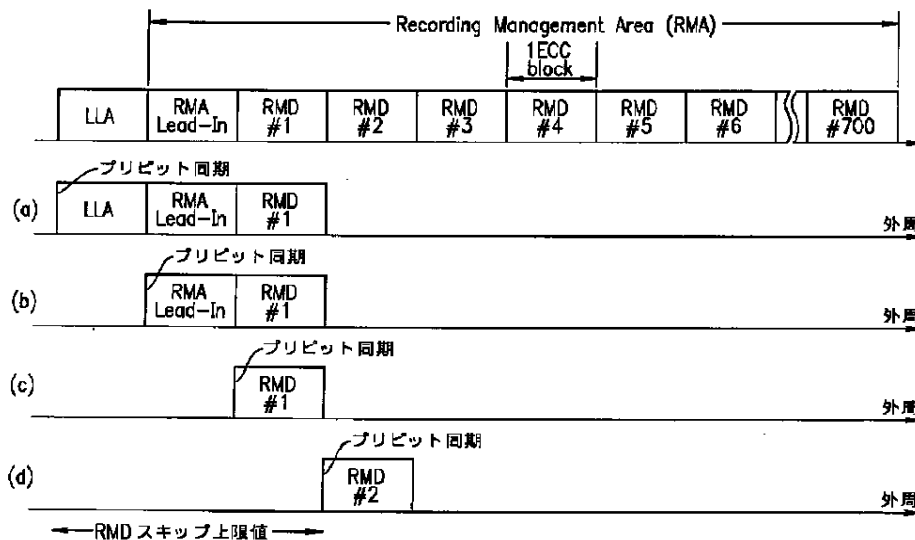 Recording Management Area (RMA)
1ECC
block
LLA
RMA
Lead-In
RMD
#1
RMD
#2
RMD
#3
RMD
#4
RMD
#5
RMD
#6
RMD
#700
プリピット同期
(a)
LLA
RMA
Lead-In
RMD
#1
外周
プリピット同期
(b)
RMA
Lead-In
RMD
#1
外周
プリピット同期
(c)
RMD
#1
外周
プリピット同期
(d)
RMD
#2
外周
RMDスキップ上限値